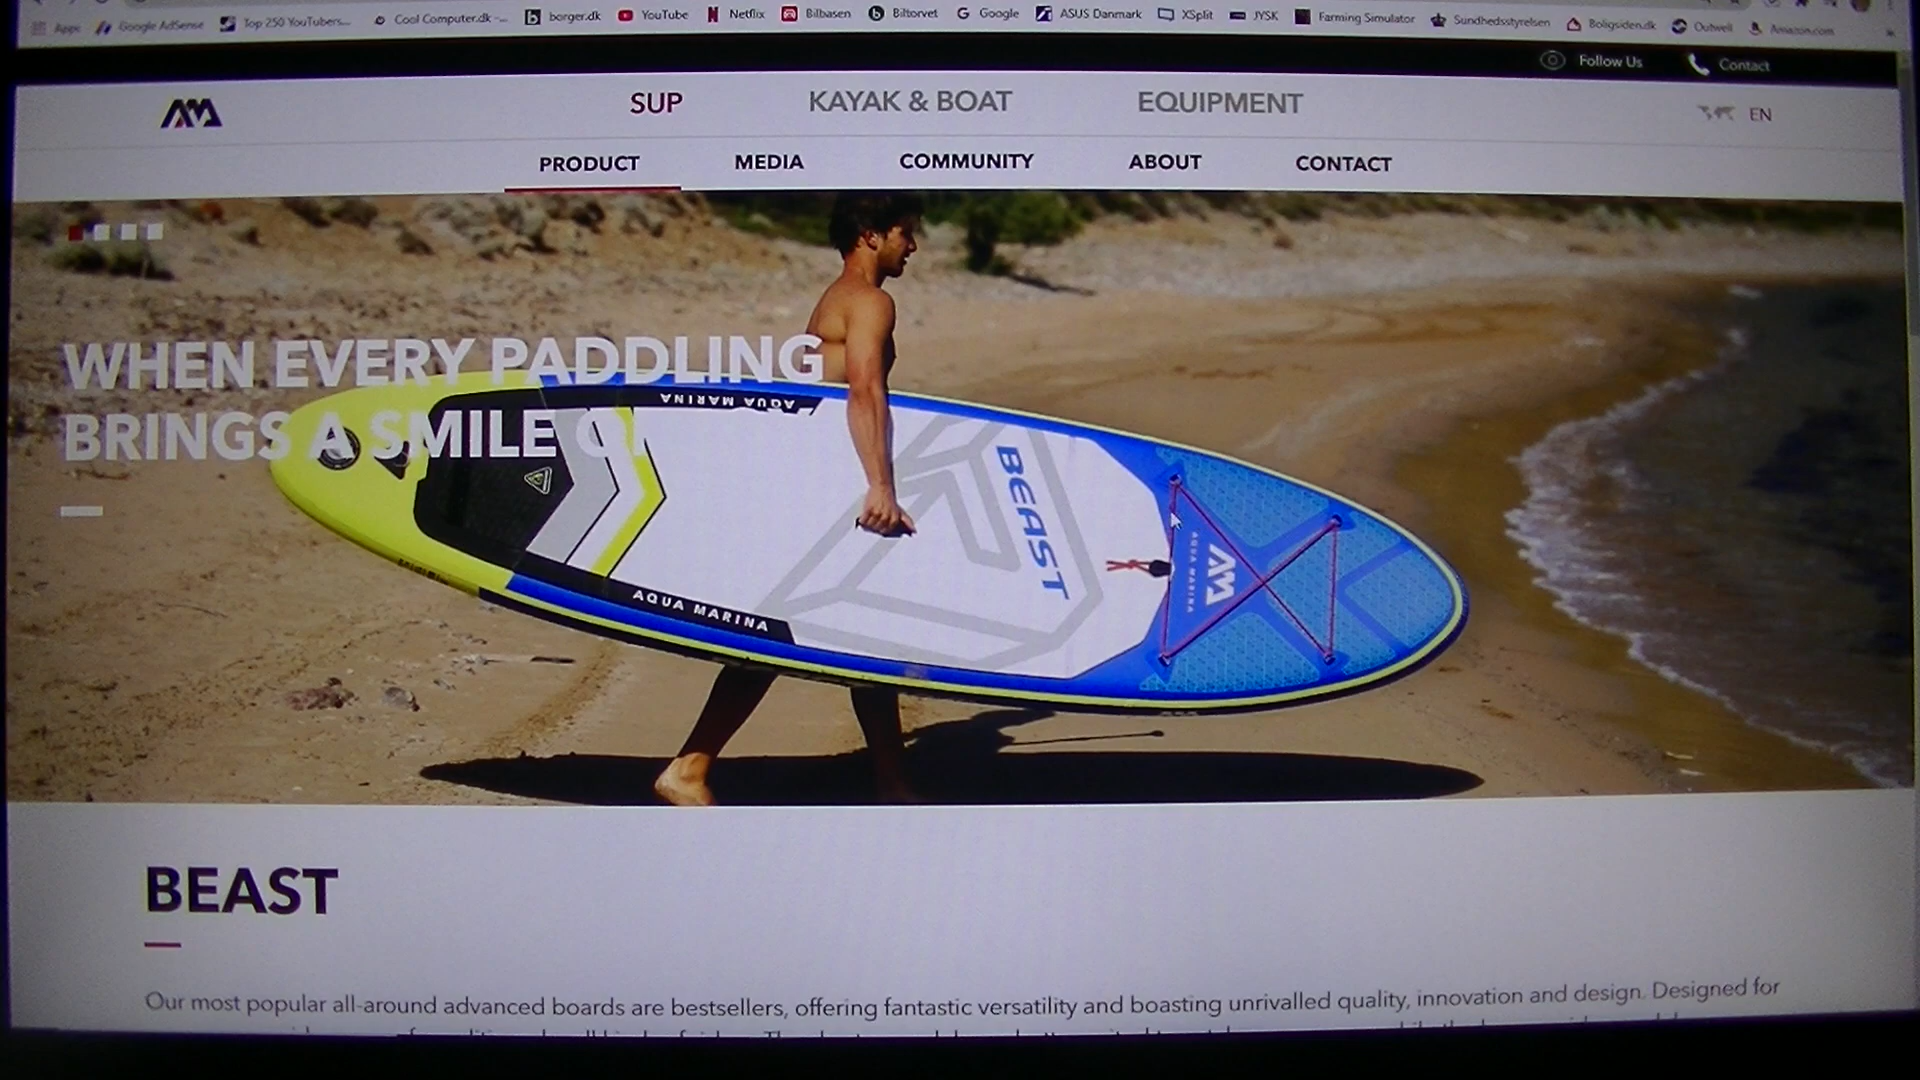 Apps Google AdSense Top 250 YouTubers... Cool Computer.dk -... borger.dk YouTube Netflix Bilbasen Biltorvet Google ASUS Danmark XSplit JYSK Farming Simulator Sundhedsstyrelsen Boligsiden.dk Outwell Amazon.com
Follow Us Contact
SUP KAYAK & BOAT EQUIPMENT EN
PRODUCT MEDIA COMMUNITY ABOUT CONTACT
WHEN EVERY PADDLING
BRINGS A SMILE
AQUA MARINA
BEAST
AQUA MARINA
AQUA MARINA
BEAST
Our most popular all-around advanced boards are bestsellers, offering fantastic versatility and boasting unrivalled quality, innovation and design. Designed for